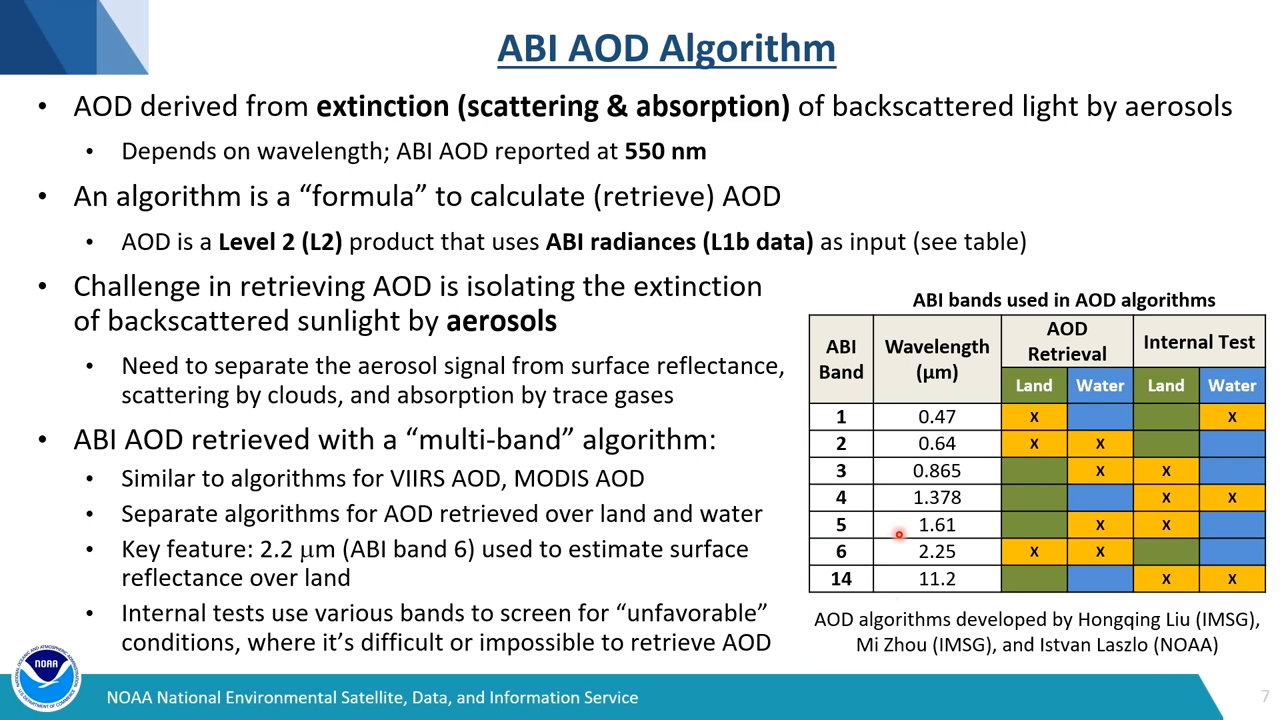 ABI AOD Algorithm
• AOD derived from extinction (scattering & absorption) of backscattered light by aerosols
• Depends on wavelength; ABI AOD reported at 550 nm
• An algorithm is a “formula” to calculate (retrieve) AOD
• AOD is a Level 2 (L2) product that uses ABI radiances (L1b data) as input (see table)
• Challenge in retrieving AOD is isolating the extinction
of backscattered sunlight by aerosols
• Need to separate the aerosol signal from surface reflectance,
scattering by clouds, and absorption by trace gases
• ABI AOD retrieved with a “multi-band” algorithm:
• Similar to algorithms for VIIRS AOD, MODIS AOD
• Separate algorithms for AOD retrieved over land and water
• Key feature: 2.2 µm (ABI band 6) used to estimate surface
reflectance over land
• Internal tests use various bands to screen for “unfavorable”
conditions, where it’s difficult or impossible to retrieve AOD
ABI bands used in AOD algorithms
ABI Band Wavelength (µm) AOD Retrieval Internal Test
Land Water Land Water
1 0.47 x x
2 0.64 x x
3 0.865 x x
4 1.378 x x
5 1.61 x x
6 2.25 x x
14 11.2 x x
AOD algorithms developed by Hongqing Liu (IMSG),
Mi Zhou (IMSG), and Istvan Laszlo (NOAA)
NOAA
NOAA National Environmental Satellite, Data, and Information Service
7